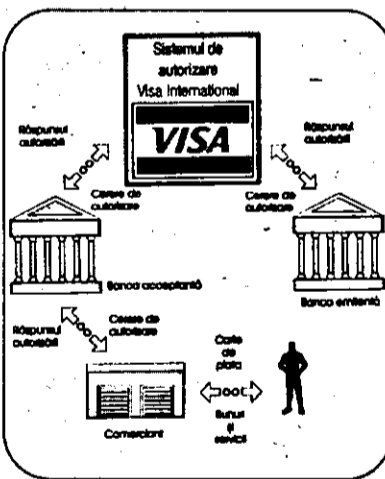 Sistemul de
autorizare
Visa International
VISA
Răspunsul
autorizării
Cerere de
autorizare
Răspunsul
autorizării
Cerere de
autorizare
Banca acceptantă
Banca emitentă
Răspunsul
autorizării
Cerere de
autorizare
Carte
de
plata
Bunuri
și
servicii
Comerciant